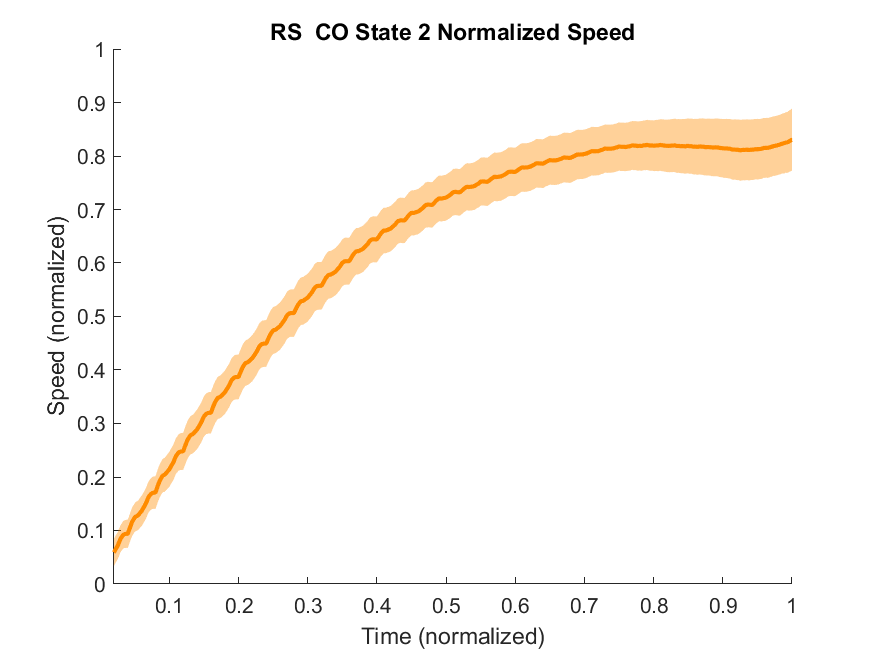 RS  CO State 2 Normalized Speed
1
0.9
0.8
0.7
0.6
0.5
0.4
0.3
0.2
0.1
0
Speed (normalized)
0.1 0.2 0.3 0.4 0.5 0.6 0.7 0.8 0.9 1
Time (normalized)